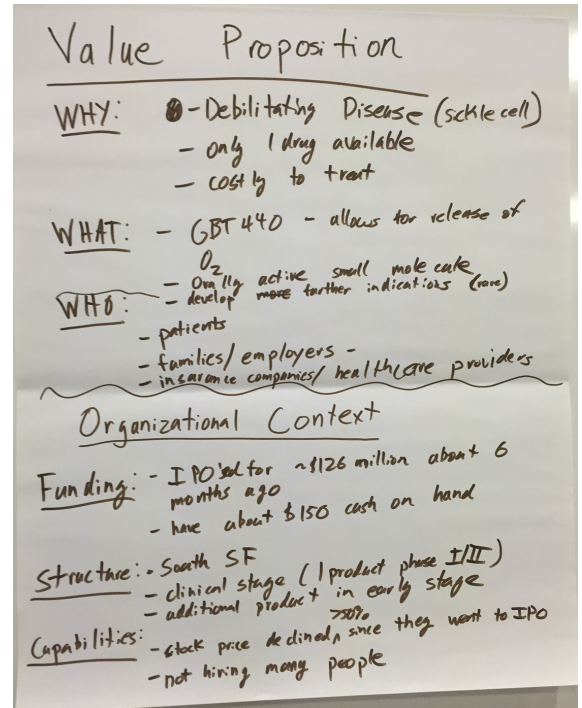 Value Proposition
WHY: - Debilitating Disease (sckle cell)
- only 1 drug available
- costly to treat
WHAT: - GBT 440 - allows for release of
O₂
- Orally active small molecule
- develop more further indications (rare)
WHO:
- patients
- families/employers -
- insurance companies/healthcare providers
Organizational Context
Funding: - IPO'ed for ~$126 million about 6
months ago
- have about $150 cash on hand
Structure: - South SF
- clinical stage (1 product phase I/II)
- additional product in early stage
>50%
Capabilities: - stock price declined ^ since they went to IPO
- not hiring many people